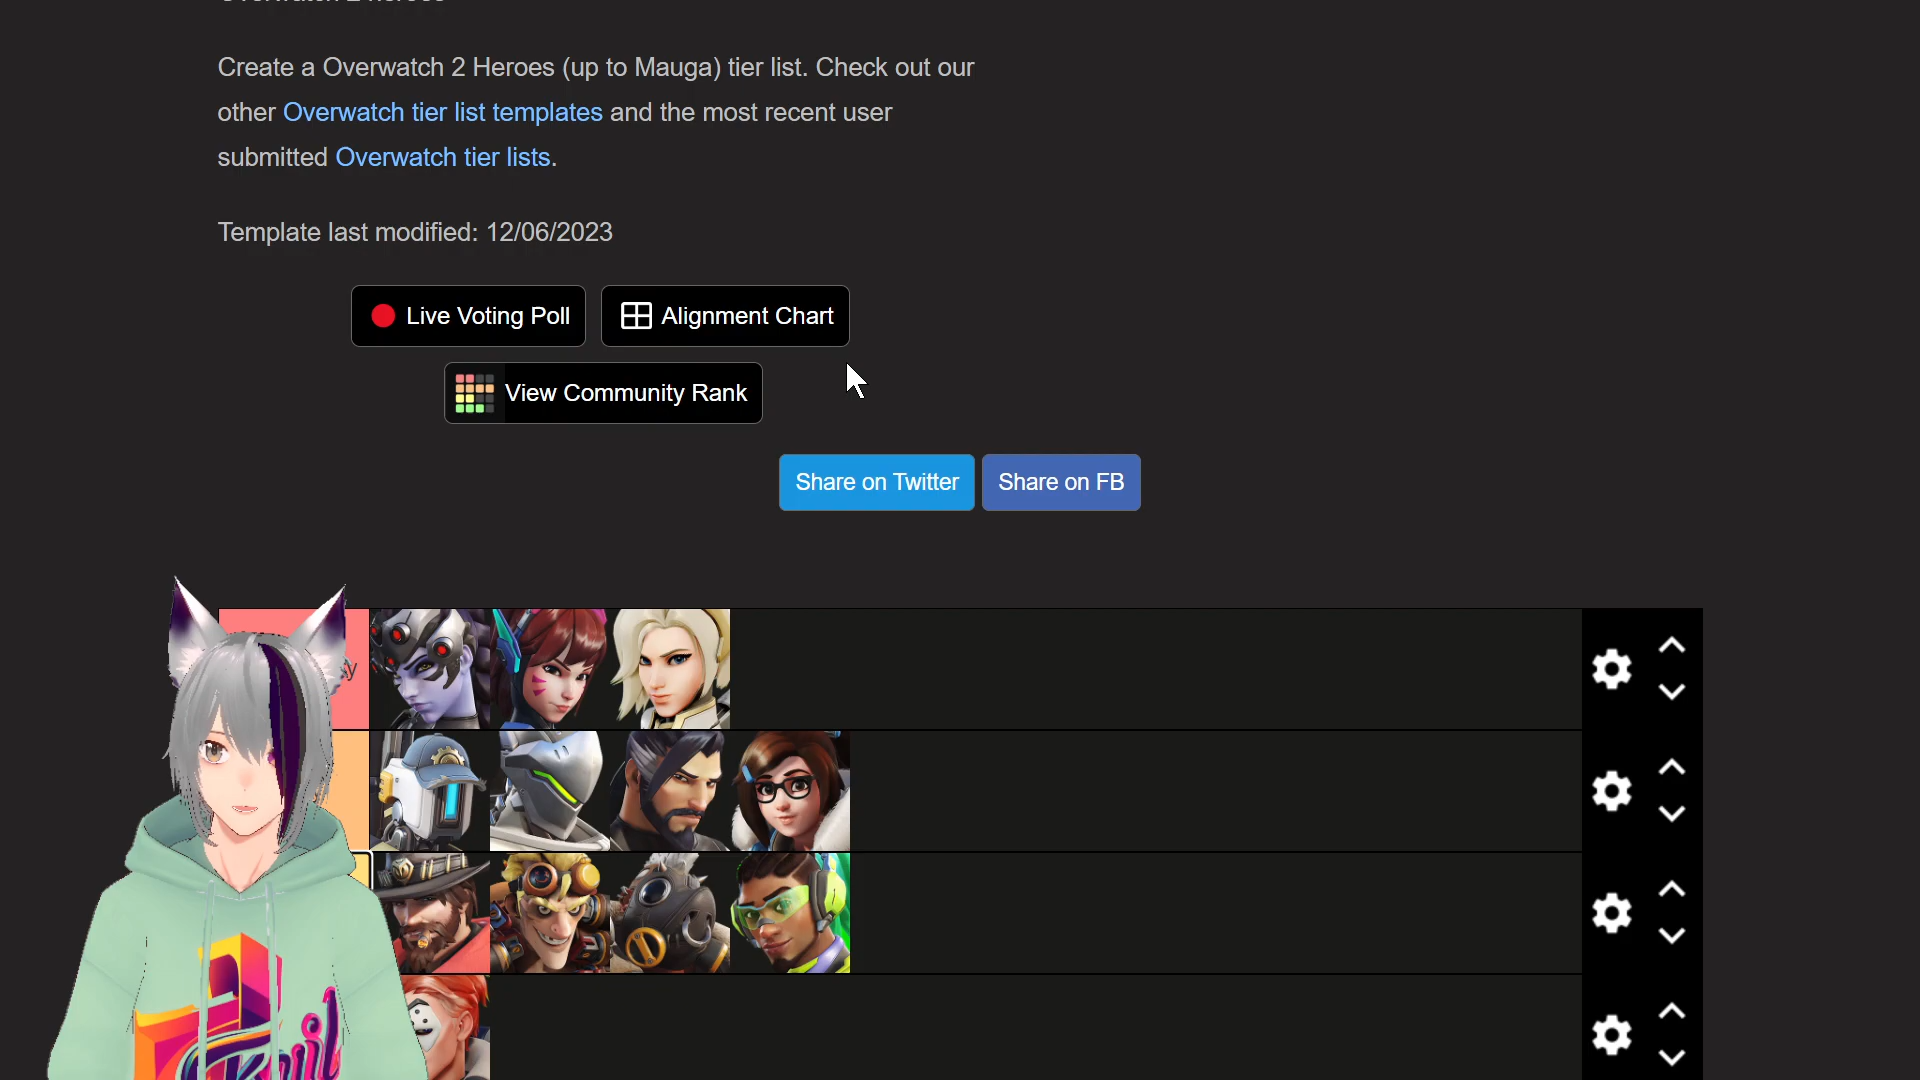 Create a Overwatch 2 Heroes (up to Mauga) tier list. Check out our
other Overwatch tier list templates and the most recent user
submitted Overwatch tier lists.
Template last modified: 12/06/2023
Live Voting Poll
Alignment Chart
View Community Rank
Share on Twitter
Share on FB